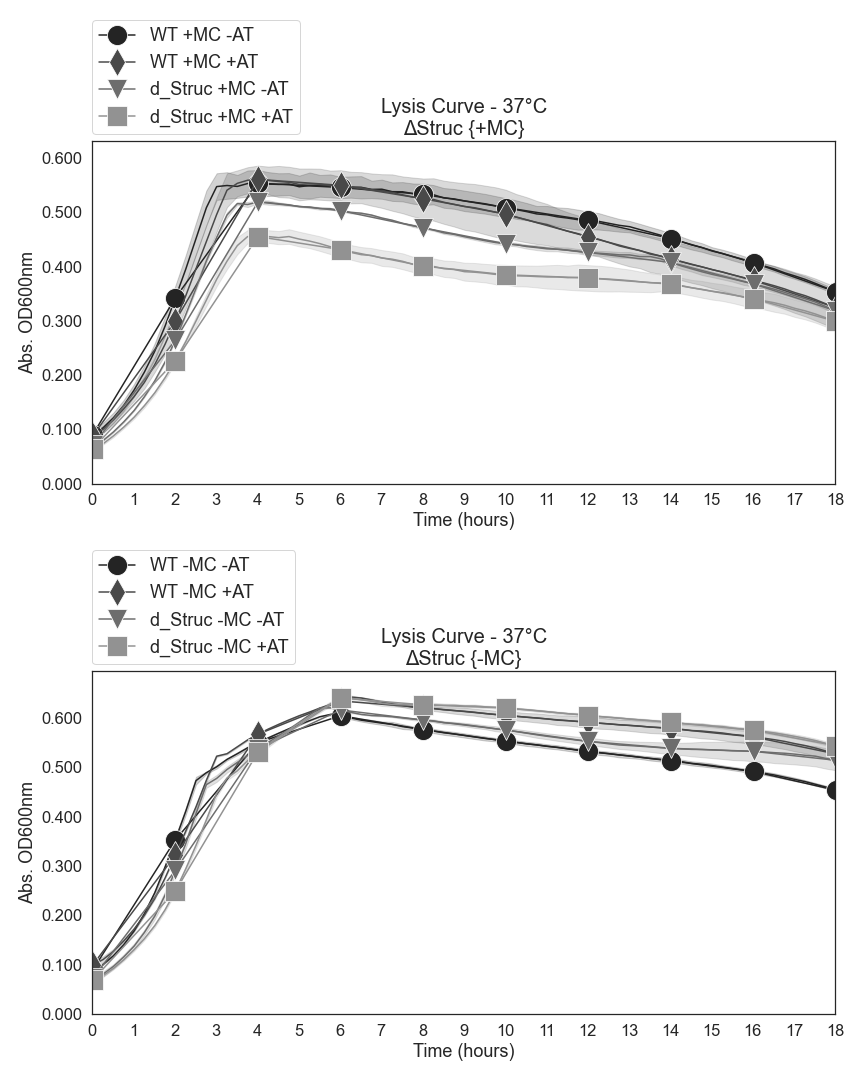 WT +MC -AT
WT +MC +AT
d_Struc +MC -AT
d_Struc +MC +AT
Lysis Curve - 37°C
ΔStruc {+MC}
0.600
0.500
0.400
0.300
0.200
0.100
0.000
Abs. OD600nm
0 1 2 3 4 5 6 7 8 9 10 11 12 13 14 15 16 17 18
Time (hours)
WT -MC -AT
WT -MC +AT
d_Struc -MC -AT
d_Struc -MC +AT
Lysis Curve - 37°C
ΔStruc {-MC}
0.600
0.500
0.400
0.300
0.200
0.100
0.000
Abs. OD600nm
0 1 2 3 4 5 6 7 8 9 10 11 12 13 14 15 16 17 18
Time (hours)